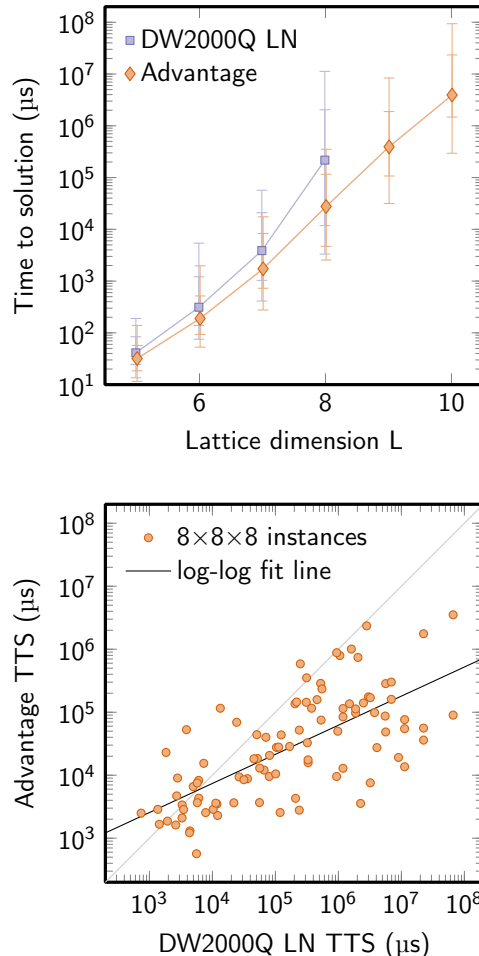 10^8
10^7
10^6
10^5
10^4
10^3
10^2
10^1
Time to solution (µs)
DW2000Q LN
Advantage
6 8 10
Lattice dimension L
10^8
10^7
10^6
10^5
10^4
10^3
Advantage TTS (µs)
8×8×8 instances
log-log fit line
10^3 10^4 10^5 10^6 10^7 10^8
DW2000Q LN TTS (µs)